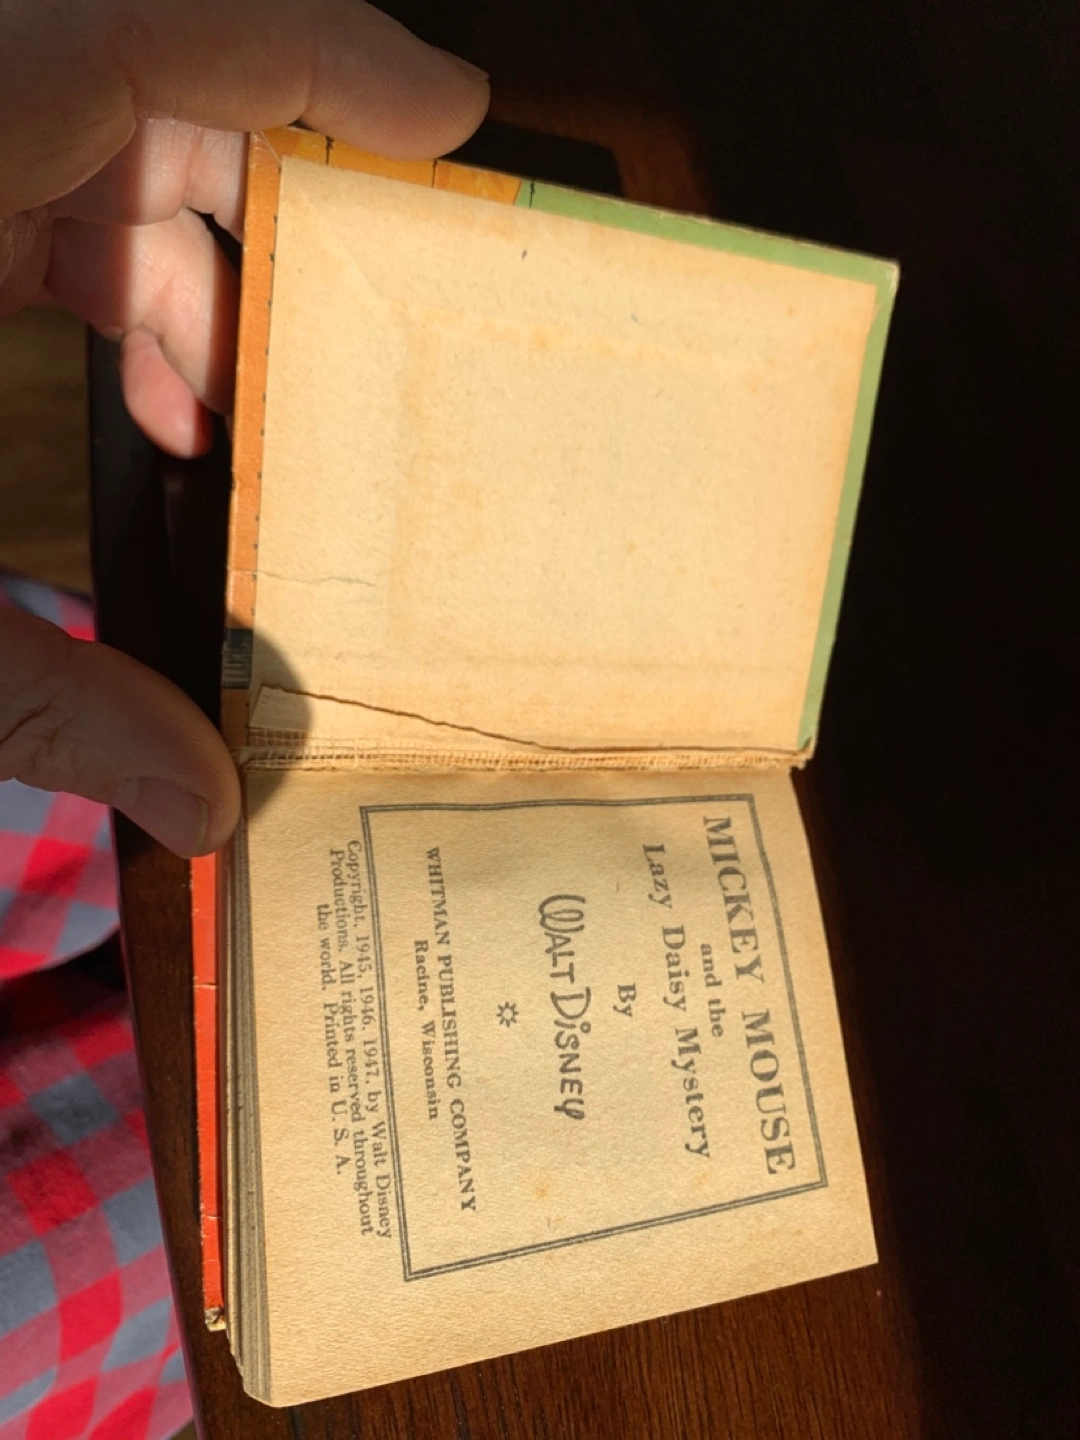 MICKEY MOUSE
and the
Lazy Daisy Mystery
By
WALT DISNEY
WHITMAN PUBLISHING COMPANY
Racine, Wisconsin
Copyright, 1945, 1946, 1947, by Walt Disney
Productions. All rights reserved throughout
the world. Printed in U. S. A.